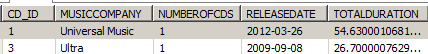 CD_ID MUSICCOMPANY NUMBEROFCDS RELEASEDATE TOTALDURATION
1 Universal Music 1 2012-03-26 54.6300010681...
3 Ultra 1 2009-09-08 26.7000007629...